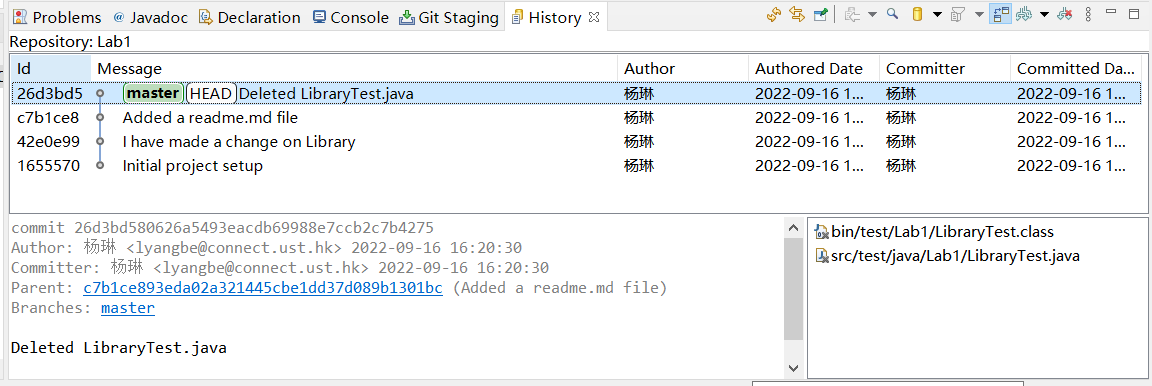 Problems @ Javadoc Declaration Console Git Staging History
Repository: Lab1
Id Message Author Authored Date Committer Committed Da...
26d3bd5 master HEAD Deleted LibraryTest.java 杨琳 2022-09-16 1... 杨琳 2022-09-16 1...
c7b1ce8 Added a readme.md file 杨琳 2022-09-16 1... 杨琳 2022-09-16 1...
42e0e99 I have made a change on Library 杨琳 2022-09-16 1... 杨琳 2022-09-16 1...
1655570 Initial project setup 杨琳 2022-09-16 1... 杨琳 2022-09-16 1...
commit 26d3bd580626a5493eacdb69988e7ccb2c7b4275
Author: 杨琳 <lyangbe@connect.ust.hk> 2022-09-16 16:20:30
Committer: 杨琳 <lyangbe@connect.ust.hk> 2022-09-16 16:20:30
Parent: c7b1ce893eda02a321445cbe1dd37d089b1301bc (Added a readme.md file)
Branches: master
Deleted LibraryTest.java
bin/test/Lab1/LibraryTest.class
src/test/java/Lab1/LibraryTest.java